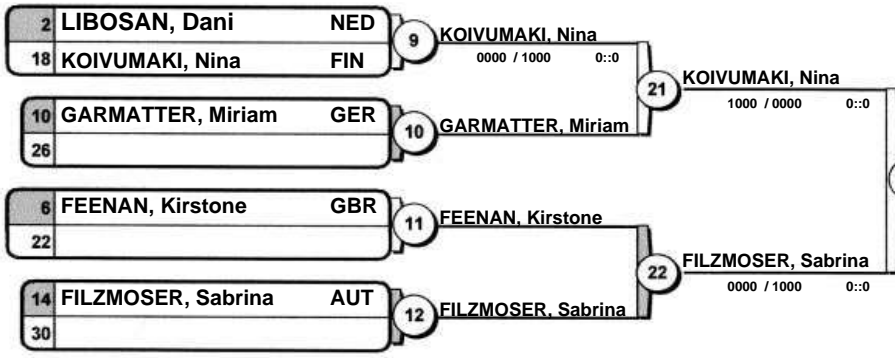 2 LIBOSAN, Dani NED
18 KOIVUMAKI, Nina FIN
9 KOIVUMAKI, Nina
0000 / 1000 0::0
10 GARMATTER, Miriam GER
26
10 GARMATTER, Miriam
21 KOIVUMAKI, Nina
1000 / 0000 0::0
6 FEENAN, Kirstone GBR
22
11 FEENAN, Kirstone
14 FILZMOSER, Sabrina AUT
30
12 FILZMOSER, Sabrina
22 FILZMOSER, Sabrina
0000 / 1000 0::0